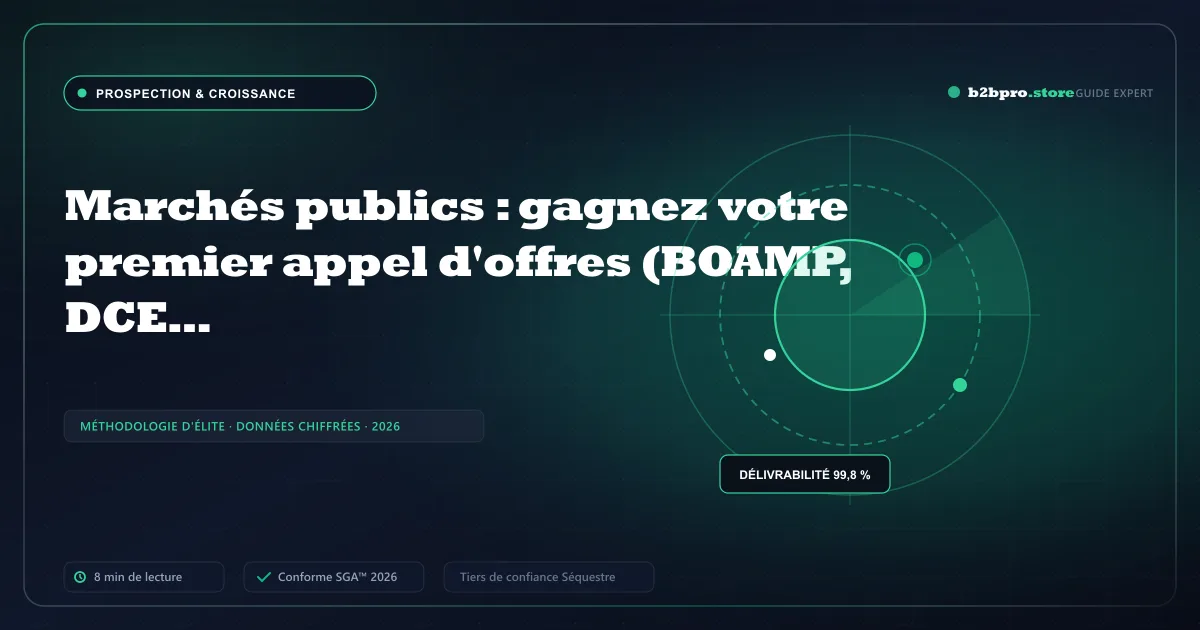 PROSPECTION & CROISSANCE
b2bpro.store GUIDE EXPERT
Marchés publics : gagnez votre
premier appel d'offres (BOAMP,
DCE...
MÉTHODOLOGIE D'ÉLITE · DONNÉES CHIFFRÉES · 2026
DÉLIVRABILITÉ 99,8 %
8 min de lecture
Conforme SGA™ 2026
Tiers de confiance Séquestre